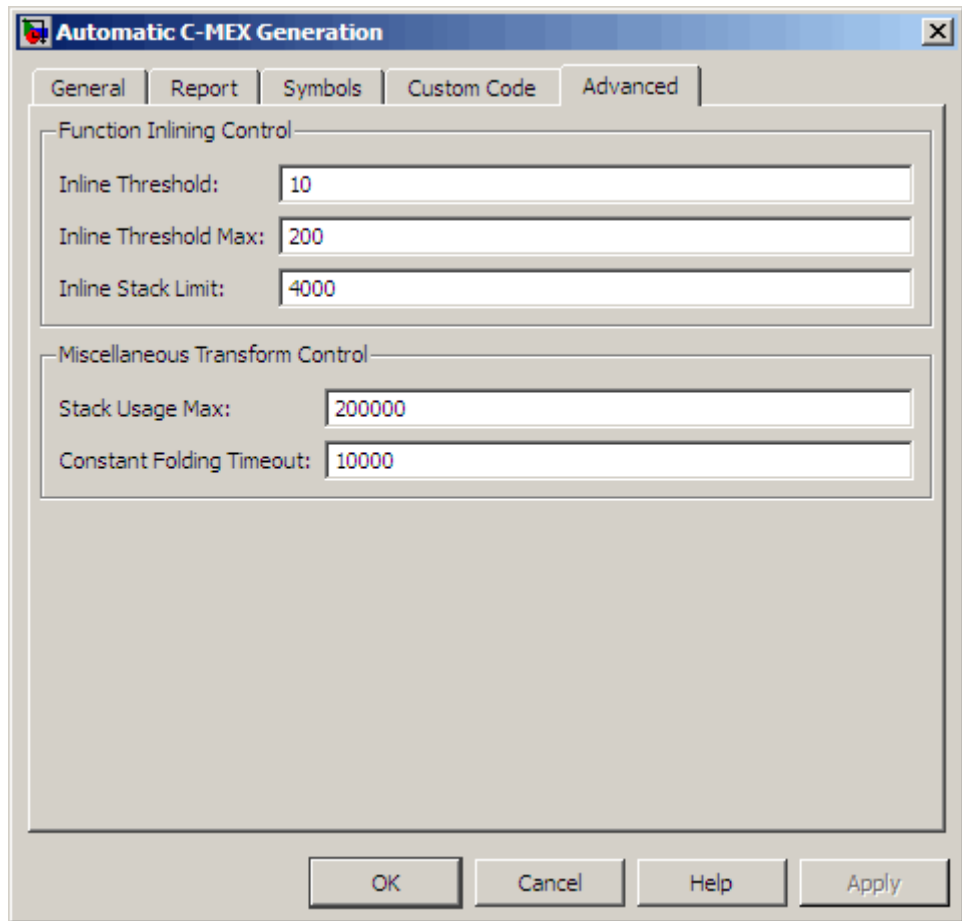 Automatic C-MEX Generation
General Report Symbols Custom Code Advanced
Function Inlining Control
Inline Threshold: 10
Inline Threshold Max: 200
Inline Stack Limit: 4000
Miscellaneous Transform Control
Stack Usage Max: 200000
Constant Folding Timeout: 10000
OK Cancel Help Apply